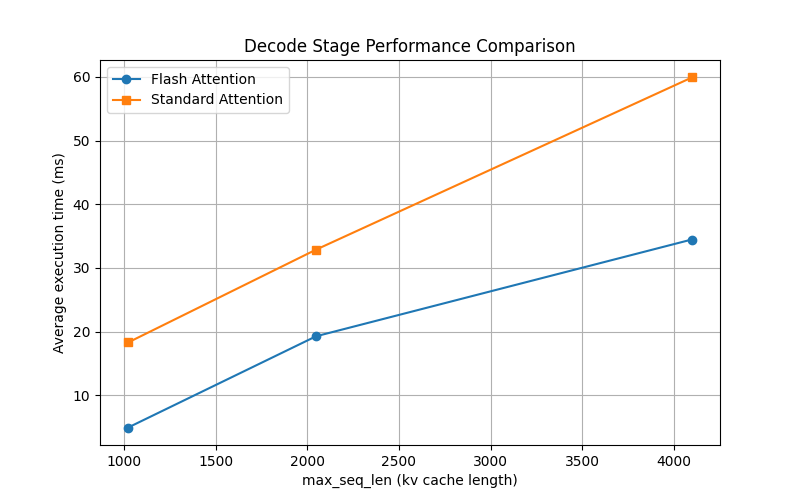 Decode Stage Performance Comparison
Flash Attention
Standard Attention
Average execution time (ms)
60
50
40
30
20
10
1000 1500 2000 2500 3000 3500 4000
max_seq_len (kv cache length)